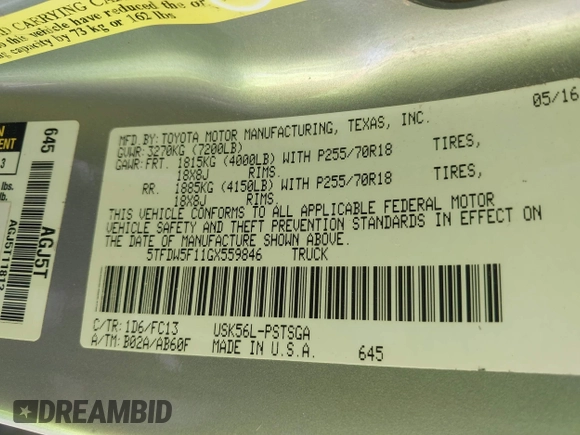 D CARRYING CA
this vehicle have reduced the
capacity by 73 kg or 162 lbs
645
AGJ5T
AGJ5T11812
lbs.
05/16
MFD.BY:TOYOTA MOTOR MANUFACTURING, TEXAS, INC.
GVWR:3270KG (7200LB)
GAWR:FRT. 1815KG (4000LB) WITH P255/70R18 TIRES,
18X8J RIMS.
RR. 1885KG (4150LB) WITH P255/70R18 TIRES,
18X8J RIMS.
THIS VEHICLE CONFORMS TO ALL APPLICABLE FEDERAL MOTOR
VEHICLE SAFETY AND THEFT PREVENTION STANDARDS IN EFFECT ON
THE DATE OF MANUFACTURE SHOWN ABOVE.
5TFDW5F11GX559846 TRUCK
C/TR: 1D6/FC13 USK56L-PSTSGA
A/TM: B02A/AB60F MADE IN U.S.A. 645
DREAMBID